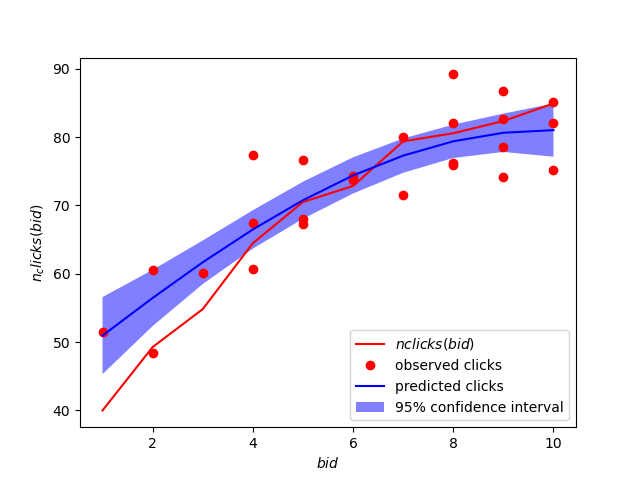 90
80
70
60
50
40
n_clicks(bid)
2
4
6
8
10
bid
nclicks(bid)
observed clicks
predicted clicks
95% confidence interval